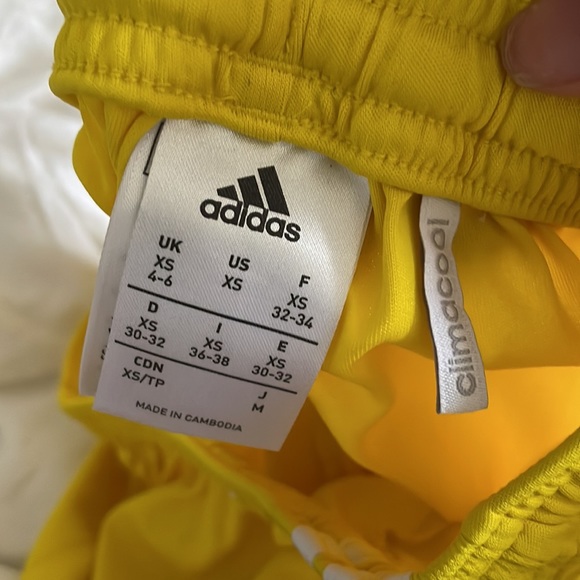 adidas
UK US F
XS XS XS
4-6 32-34
D I E
XS XS XS
30-32 36-38 30-32
CDN J
XS/TP M
MADE IN CAMBODIA
climacool